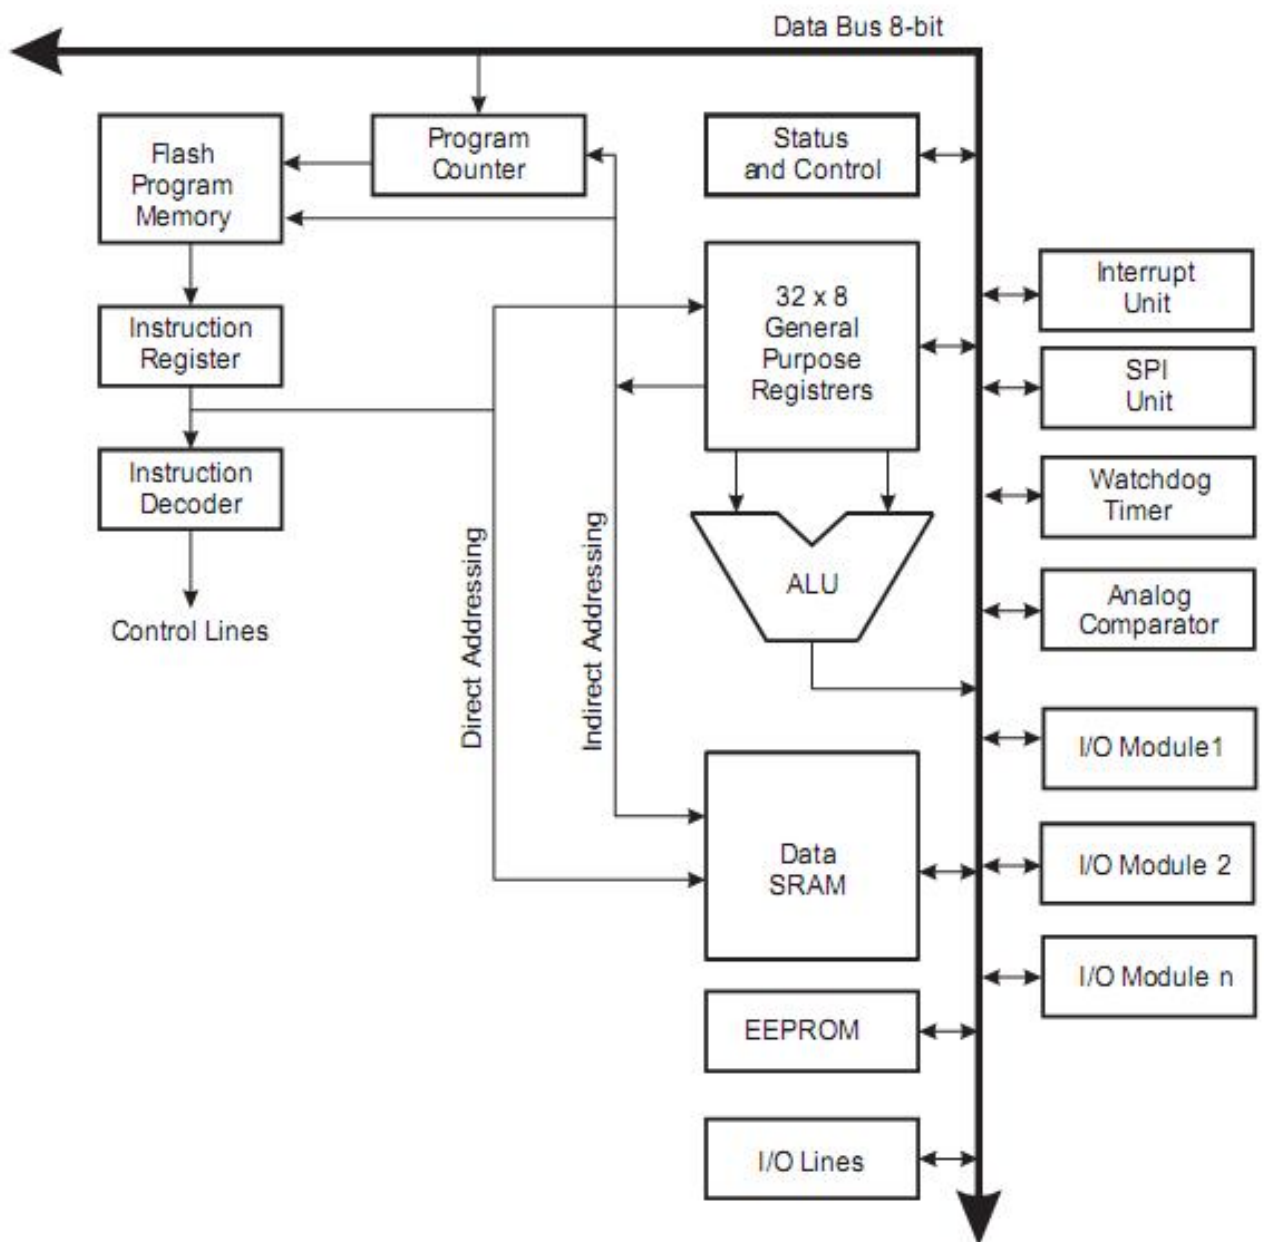 Data Bus 8-bit
Flash
Program
Memory
Program
Counter
Status
and Control
32 x 8
General
Purpose
Registrers
Interrupt
Unit
Instruction
Register
SPI
Unit
Instruction
Decoder
Watchdog
Timer
Control Lines
Direct Addressing
Indirect Addressing
ALU
Analog
Comparator
I/O Module1
Data
SRAM
I/O Module 2
I/O Module n
EEPROM
I/O Lines